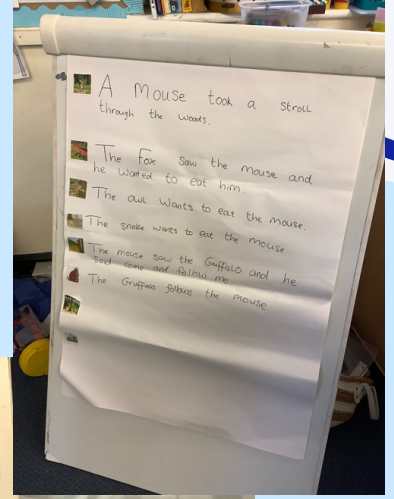 A mouse took a stroll
through the woods.
The Fox saw the mouse and
he wanted to eat him.
The owl wants to eat the mouse.
The snake wants to eat the mouse
The mouse saw the Gruffalo and he
said come and follow me
The Gruffalo follows the mouse